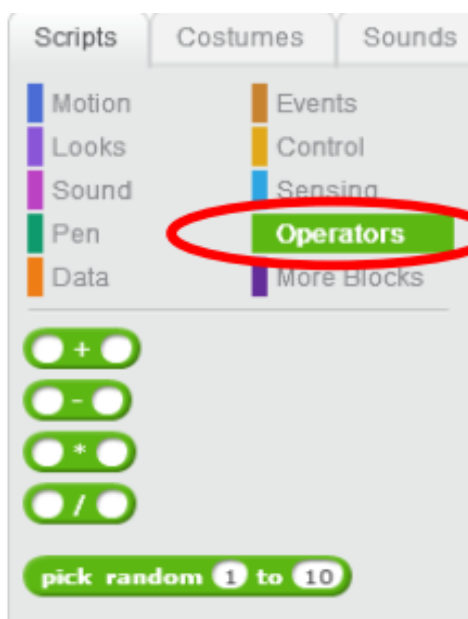 Scripts Costumes Sounds
Motion Events
Looks Control
Sound Sensing
Pen Operators
Data More Blocks
+
-
*
/
pick random 1 to 10